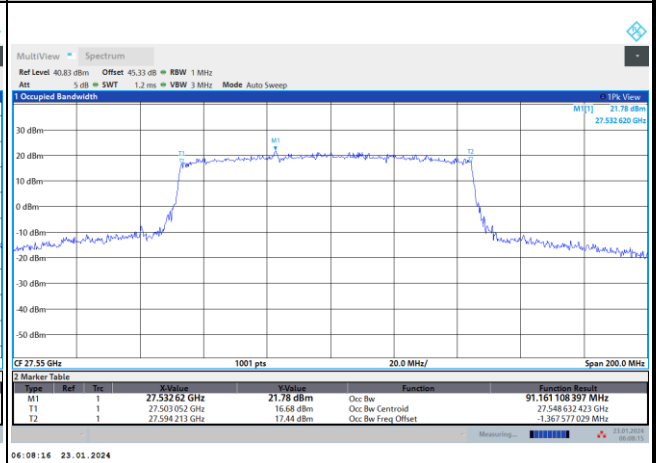 MultiView Spectrum
Ref Level 40.83 dBm Offset 45.33 dB RBW 1 MHz
Att 5 dB SWT 1.2 ms VBW 3 MHz Mode Auto Sweep
1 Occupied Bandwidth 1Pk View
M1[1] 21.78 dBm
27.532 620 GHz
30 dBm
M1
T1
T2
20 dBm
10 dBm
0 dBm
-10 dBm
-20 dBm
-30 dBm
-40 dBm
-50 dBm
CF 27.55 GHz 1001 pts 20.0 MHz/ Span 200.0 MHz
2 Marker Table
Type Ref Trc X-Value Y-Value Function Function Result
M1 1 27.532 62 GHz 21.78 dBm Occ Bw 91.161 108 397 MHz
T1 1 27.503 052 GHz 16.68 dBm Occ Bw Centroid 27.548 632 423 GHz
T2 1 27.594 213 GHz 17.44 dBm Occ Bw Freq Offset -1.367 577 029 MHz
Measuring... 23.01.2024
06:08:15
06:08:16 23.01.2024